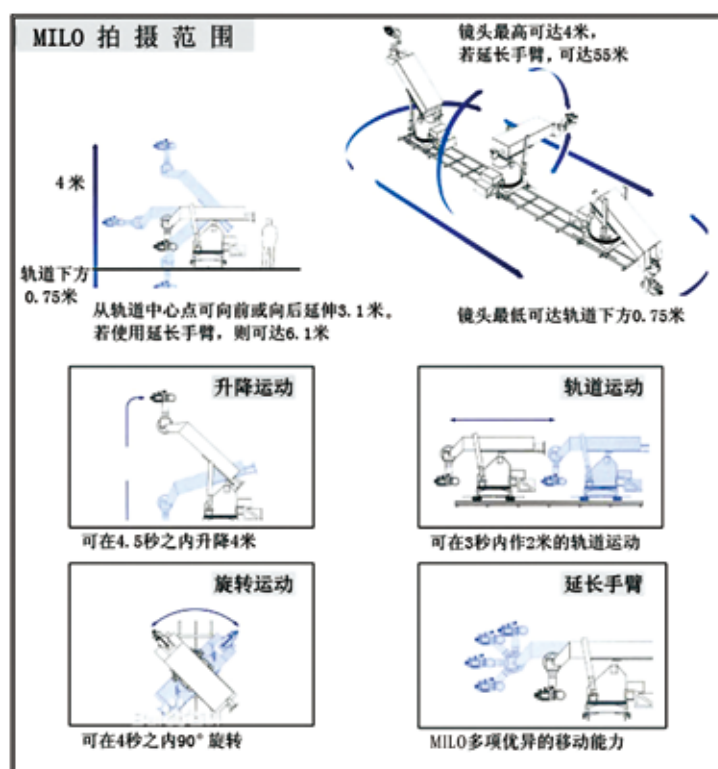 MILO 拍 摄 范 围
镜头最高可达4米，
若延长手臂，可达55米
4 米
轨道下方
0.75米
从轨道中心点可向前或向后延伸3.1米。
若使用延长手臂，则可达6.1米
镜头最低可达轨道下方0.75米
升降运动
可在4.5秒之内升降4米
轨道运动
可在3秒内作2米的轨道运动
旋转运动
可在4秒之内90° 旋转
延长手臂
MILO多项优异的移动能力